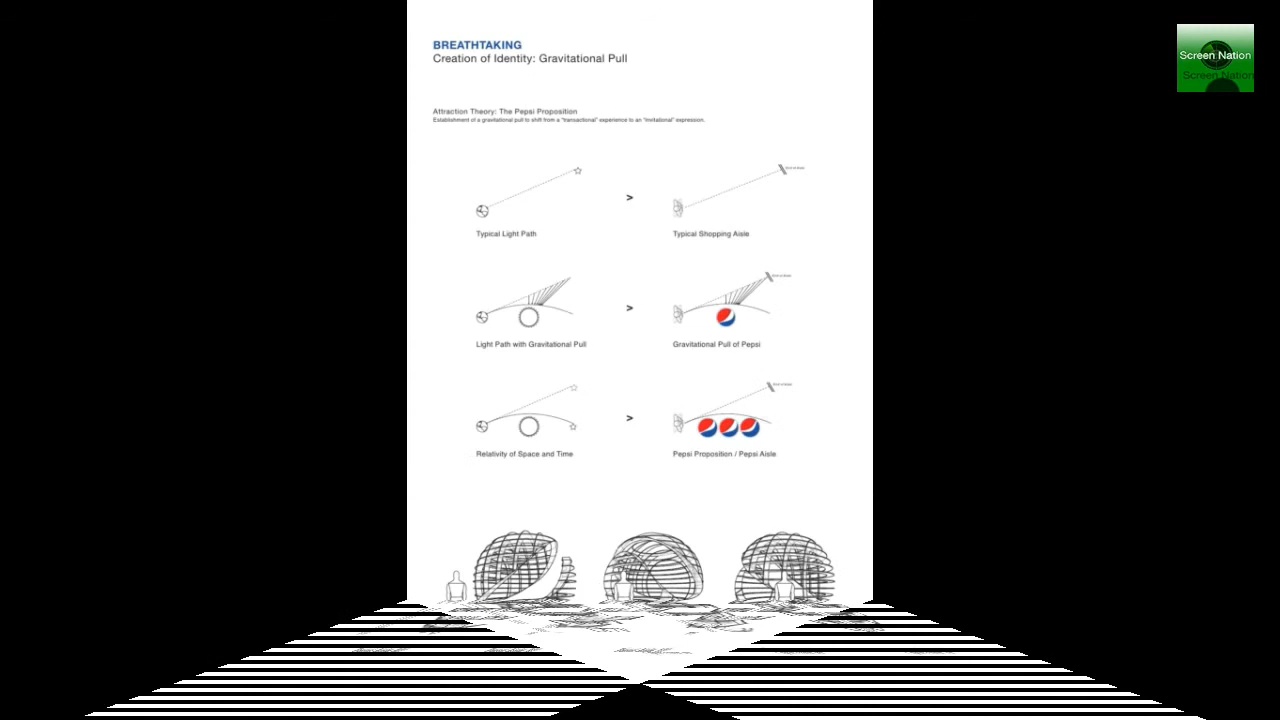 BREATHTAKING
Creation of Identity: Gravitational Pull
Screen Nation
Screen Nation
Attraction Theory: The Pepsi Proposition
Establishment of a gravitational pull to shift from a "transactional" experience to an "invitational" expression.
>
Typical Light Path
Typical Shopping Aisle
>
Light Path with Gravitational Pull
Gravitational Pull of Pepsi
>
Relativity of Space and Time
Pepsi Proposition / Pepsi Aisle